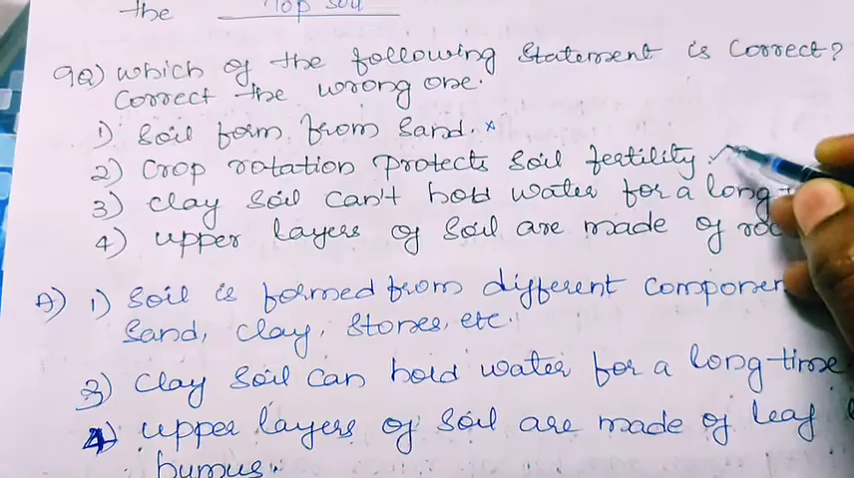 the Top soil
9Q) which of the following statement is correct?
Correct the wrong one.
1) Soil form from sand. ×
2) Crop rotation protects soil fertility ✓
3) clay soil can't hold water for a long
4) upper layers of soil are made of
A) 1) Soil is formed from different
sand, clay, stones, etc.
3) clay soil can hold water for a long-time
4) upper layers of soil are made of leaf
humus.